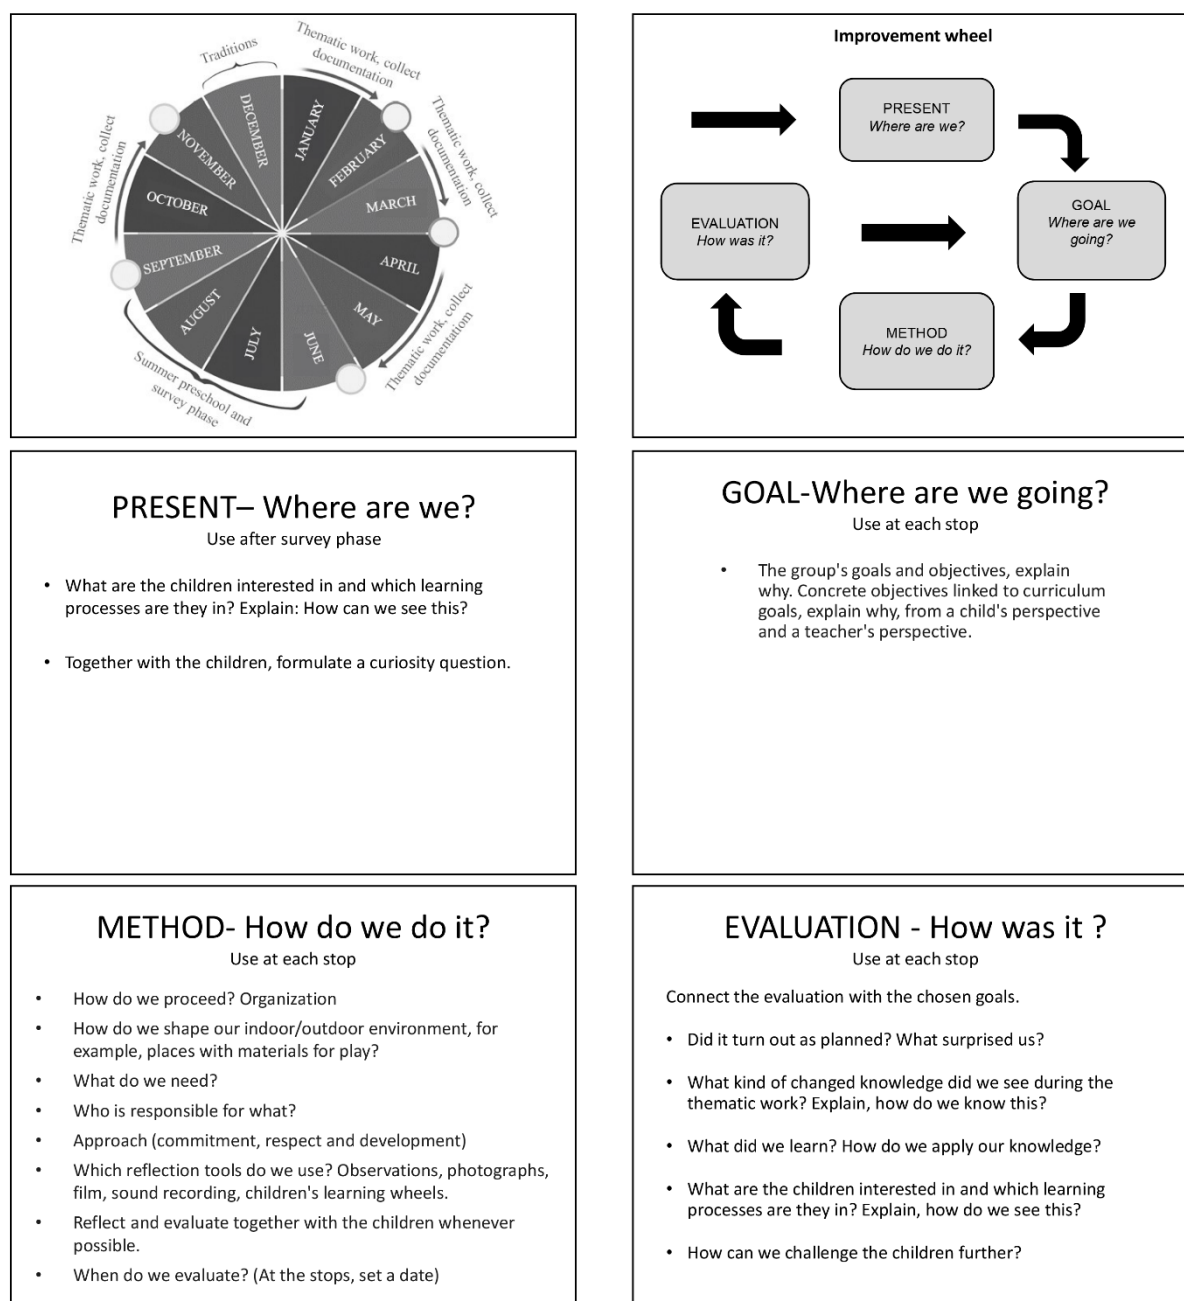 Traditions
Thematic work, collect
documentation
Thematic work, collect
documentation
Thematic work, collect
documentatiom
Summer preschool and
survey phase
Thematic work, collect
documentation
JANUARY
FEBRUARY
MARCH
APRIL
MAY
JUNE
JULY
AUGUST
SEPTEMBER
OCTOBER
NOVEMBER
DECEMBER
Improvement wheel
PRESENT
Where are we?
GOAL
Where are we
going?
METHOD
How do we do it?
EVALUATION
How was it?
PRESENT– Where are we?
Use after survey phase
• What are the children interested in and which learning
processes are they in? Explain: How can we see this?
• Together with the children, formulate a curiosity question.
GOAL-Where are we going?
Use at each stop
• The group's goals and objectives, explain
why. Concrete objectives linked to curriculum
goals, explain why, from a child's perspective
and a teacher's perspective.
METHOD- How do we do it?
Use at each stop
• How do we proceed? Organization
• How do we shape our indoor/outdoor environment, for
example, places with materials for play?
• What do we need?
• Who is responsible for what?
• Approach (commitment, respect and development)
• Which reflection tools do we use? Observations, photographs,
film, sound recording, children's learning wheels.
• Reflect and evaluate together with the children whenever
possible.
• When do we evaluate? (At the stops, set a date)
EVALUATION - How was it ?
Use at each stop
Connect the evaluation with the chosen goals.
• Did it turn out as planned? What surprised us?
• What kind of changed knowledge did we see during the
thematic work? Explain, how do we know this?
• What did we learn? How do we apply our knowledge?
• What are the children interested in and which learning
processes are they in? Explain, how do we see this?
• How can we challenge the children further?